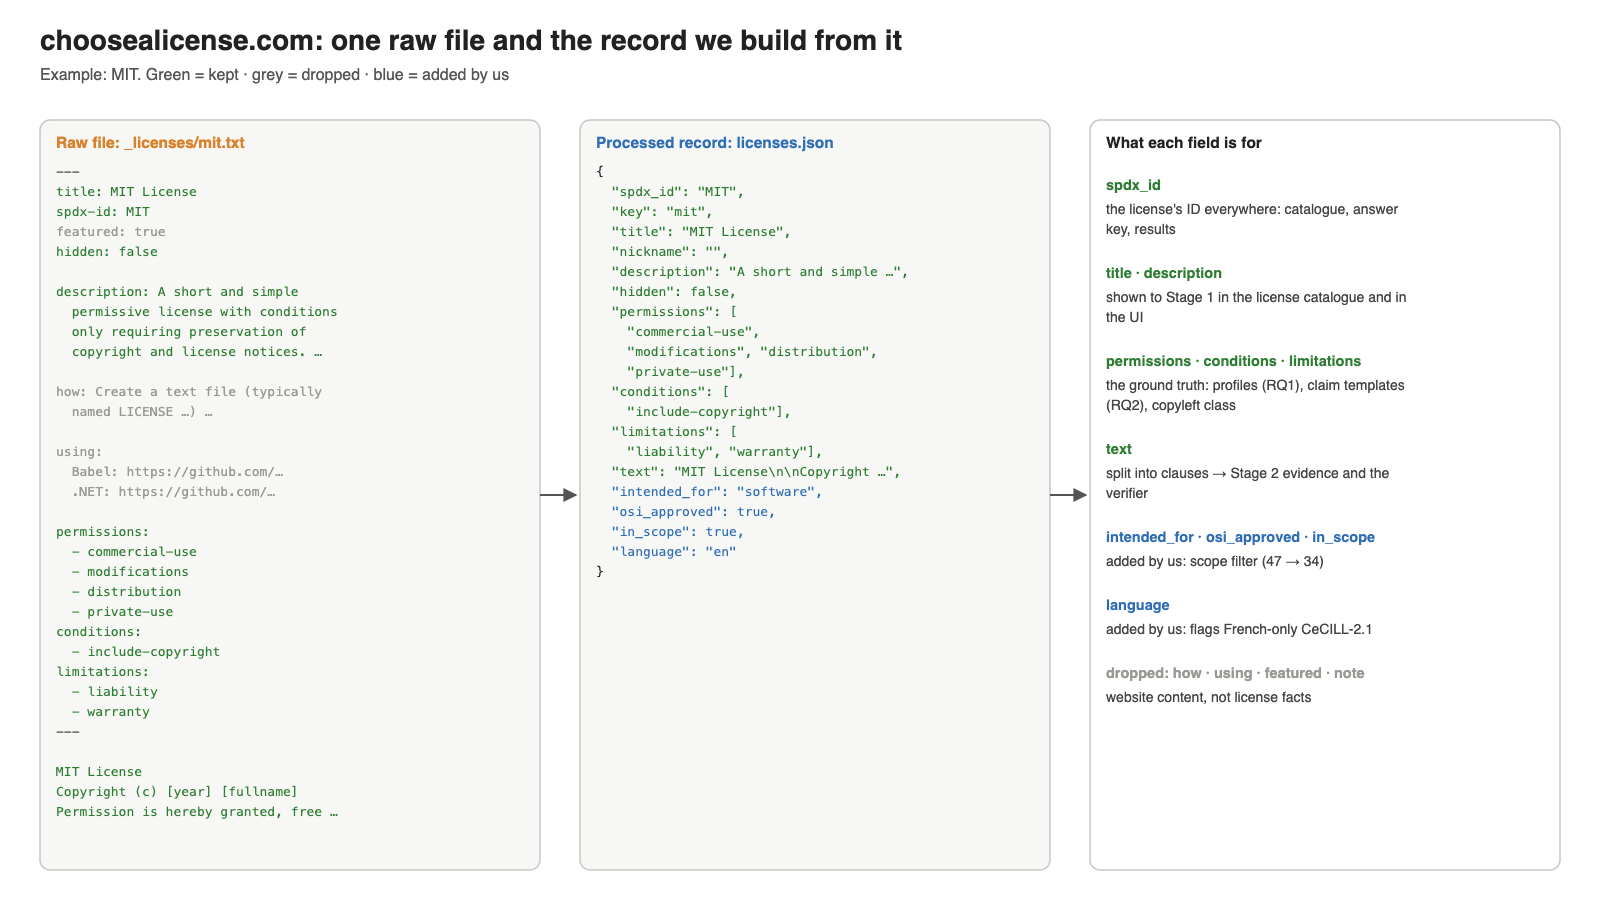 choosealicense.com: one raw file and the record we build from it
Example: MIT. Green = kept · grey = dropped · blue = added by us
Raw file: _licenses/mit.txt
---
title: MIT License
spdx-id: MIT
featured: true
hidden: false
description: A short and simple
permissive license with conditions
only requiring preservation of
copyright and license notices. …
how: Create a text file (typically
named LICENSE …) …
using:
Babel: https://github.com/…
.NET: https://github.com/…
permissions:
- commercial-use
- modifications
- distribution
- private-use
conditions:
- include-copyright
limitations:
- liability
- warranty
---
MIT License
Copyright (c) [year] [fullname]
Permission is hereby granted, free …
Processed record: licenses.json
{
"spdx_id": "MIT",
"key": "mit",
"title": "MIT License",
"nickname": "",
"description": "A short and simple …",
"hidden": false,
"permissions": [
"commercial-use",
"modifications", "distribution",
"private-use"],
"conditions": [
"include-copyright"],
"limitations": [
"liability", "warranty"],
"text": "MIT License\n\nCopyright …",
"intended_for": "software",
"osi_approved": true,
"in_scope": true,
"language": "en"
}
What each field is for
spdx_id
the license's ID everywhere: catalogue, answer
key, results
title · description
shown to Stage 1 in the license catalogue and in
the UI
permissions · conditions · limitations
the ground truth: profiles (RQ1), claim templates
(RQ2), copyleft class
text
split into clauses → Stage 2 evidence and the
verifier
intended_for · osi_approved · in_scope
added by us: scope filter (47 → 34)
language
added by us: flags French-only CeCILL-2.1
dropped: how · using · featured · note
website content, not license facts